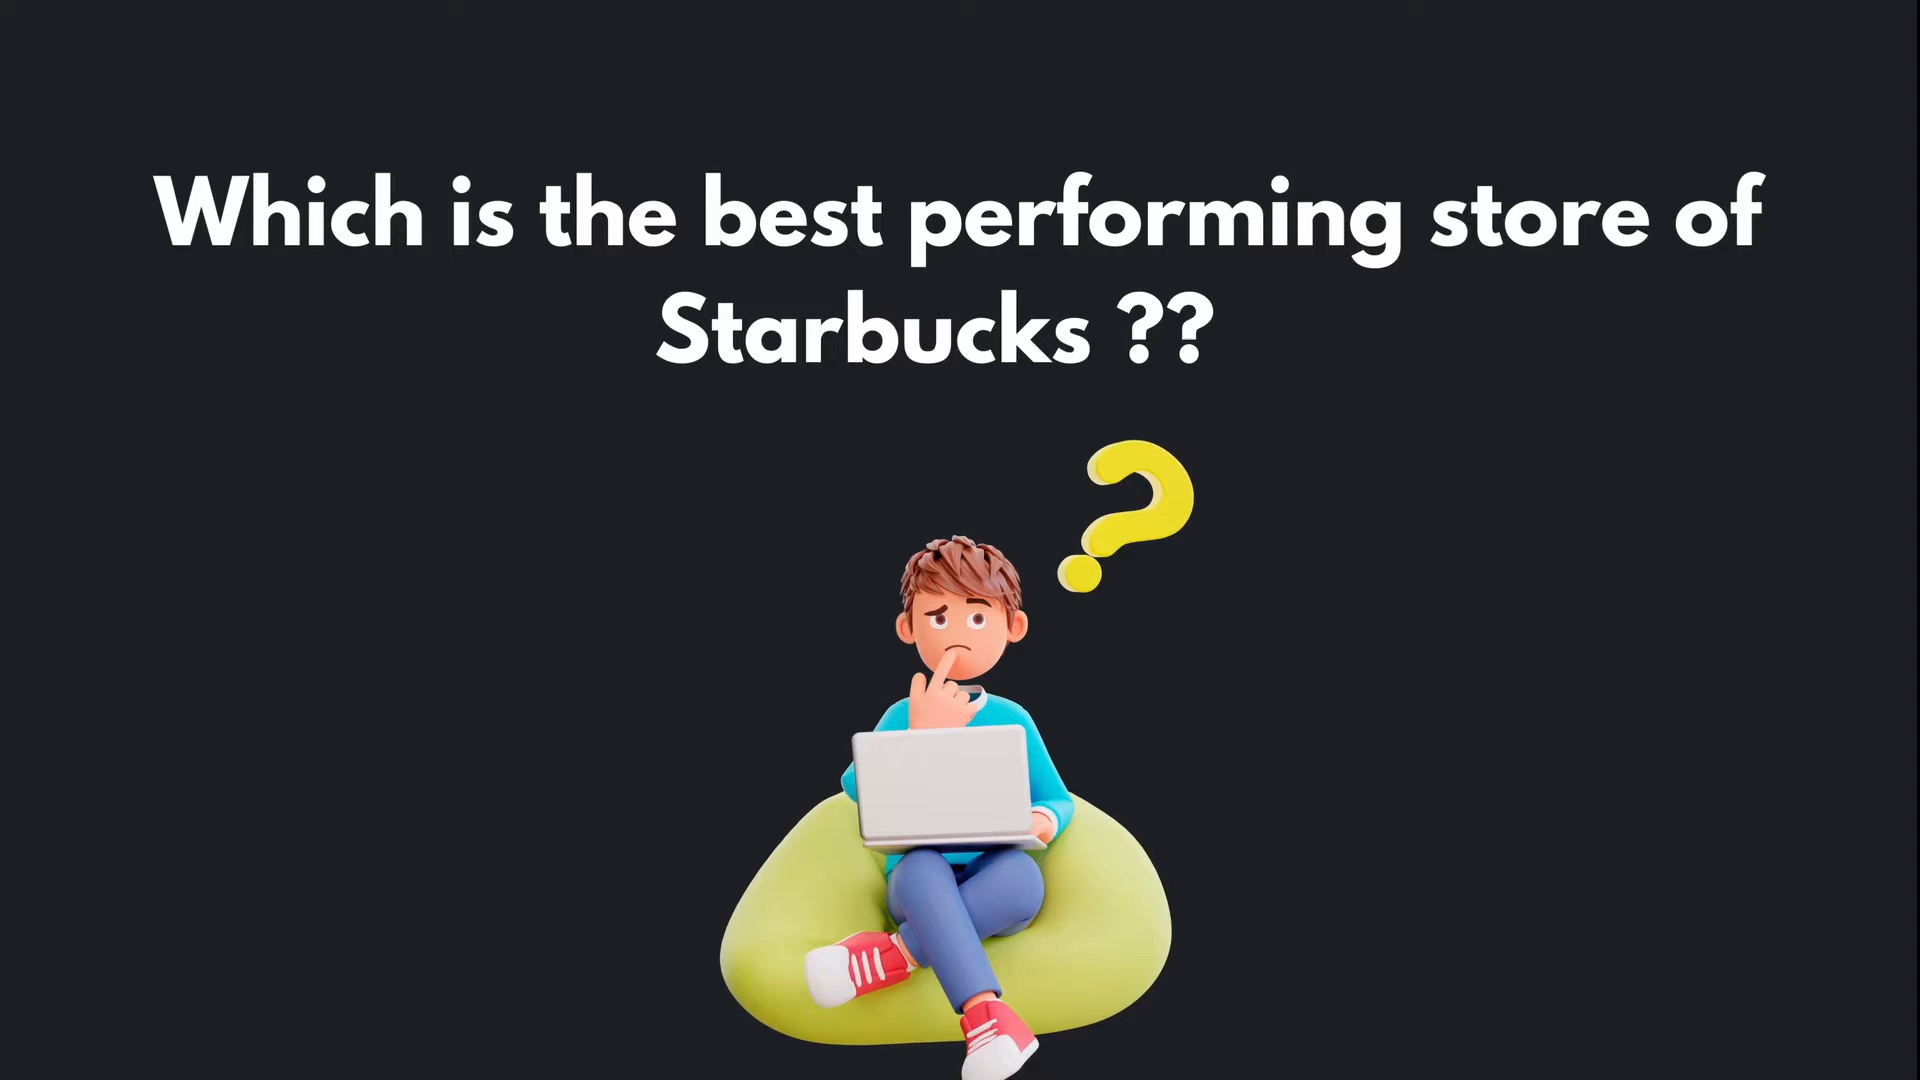 Which is the best performing store of
Starbucks ??